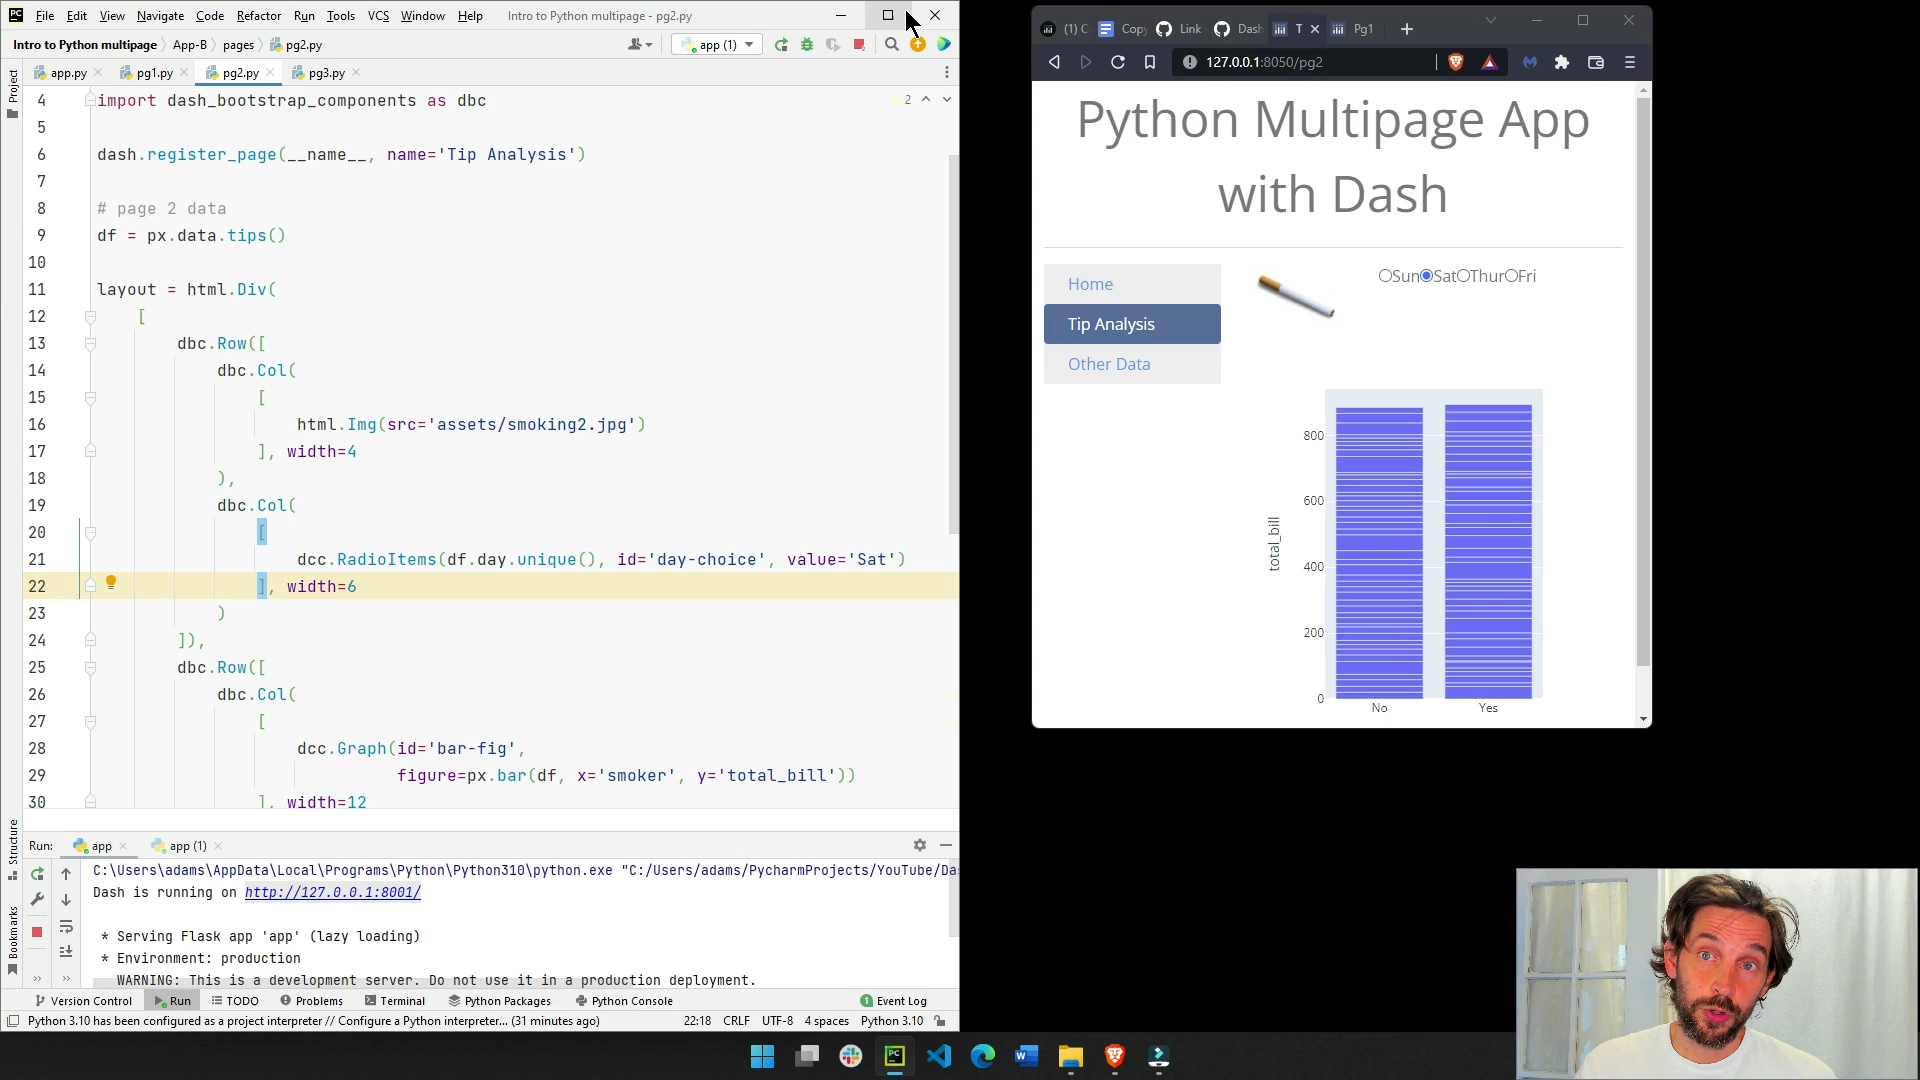 PC File Edit View Navigate Code Refactor Run Tools VCS Window Help Intro to Python multipage - pg2.py
Intro to Python multipage App-B pages pg2.py app (1)
app.py pg1.py pg2.py pg3.py
Project
4 import dash_bootstrap_components as dbc 2
5
6 dash.register_page(__name__, name='Tip Analysis')
7
8 # page 2 data
9 df = px.data.tips()
10
11 layout = html.Div(
12 [
13 dbc.Row([
14 dbc.Col(
15 [
16 html.Img(src='assets/smoking2.jpg')
17 ], width=4
18 ),
19 dbc.Col(
20 [
21 dcc.RadioItems(df.day.unique(), id='day-choice', value='Sat')
22 ], width=6
23 )
24 ]),
25 dbc.Row([
26 dbc.Col(
27 [
28 dcc.Graph(id='bar-fig',
29 figure=px.bar(df, x='smoker', y='total_bill'))
30 ], width=12
Structure
Bookmarks
Run: app app (1)
C:\Users\adams\AppData\Local\Programs\Python\Python310\python.exe "C:/Users/adams/PycharmProjects/YouTube/Da
Dash is running on http://127.0.0.1:8001/
* Serving Flask app 'app' (lazy loading)
* Environment: production
WARNING: This is a development server. Do not use it in a production deployment.
Version Control Run TODO Problems Terminal Python Packages Python Console 1 Event Log
Python 3.10 has been configured as a project interpreter // Configure a Python interpreter... (31 minutes ago) 22:18 CRLF UTF-8 4 spaces Python 3.10
(1) C Copy Link Dash T Pg1
127.0.0.1:8050/pg2
Python Multipage App
with Dash
Home
Tip Analysis
Other Data
Sun Sat Thur Fri
total_bill
800
600
400
200
0
No Yes
PC W